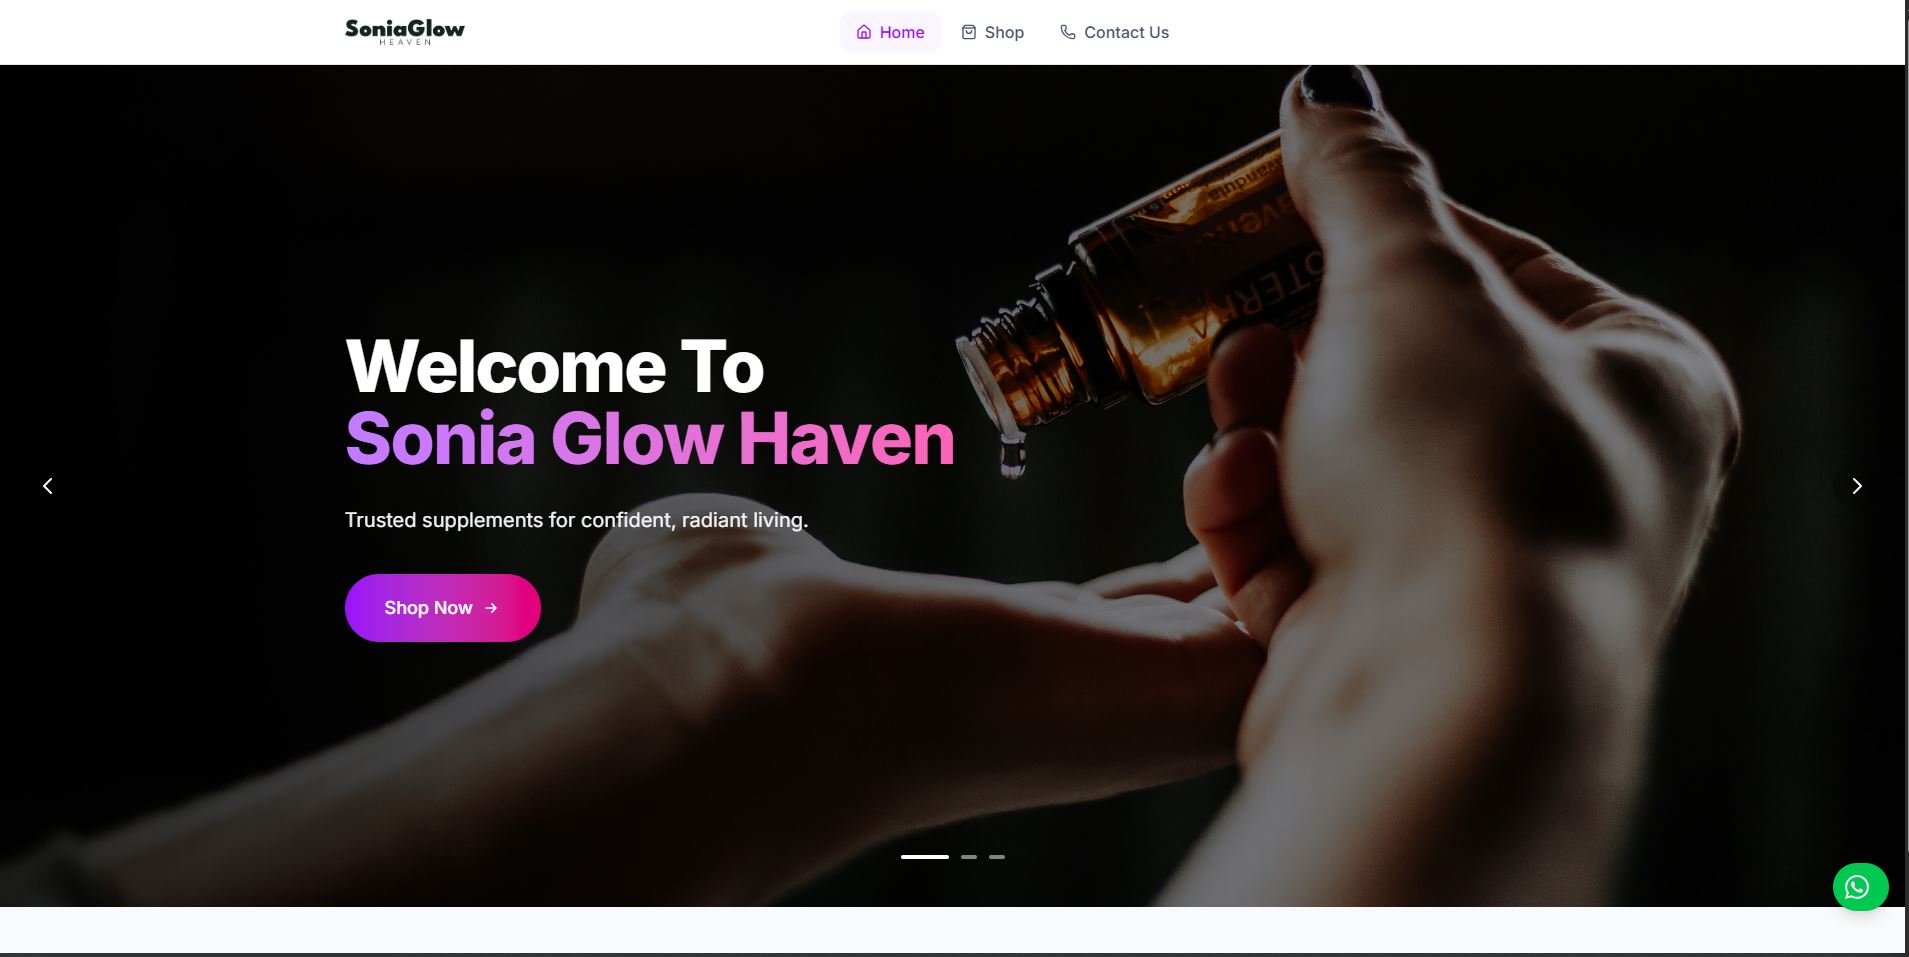 SoniaGlow
HEAVEN
Home
Shop
Contact Us
Welcome To
Sonia Glow Haven
Trusted supplements for confident, radiant living.
Shop Now